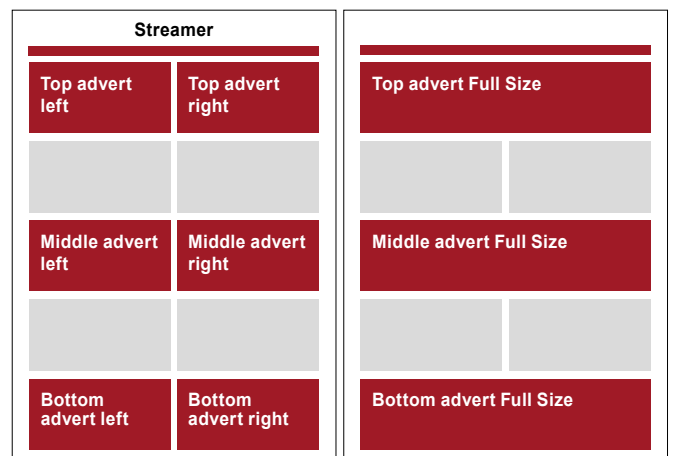 Streamer
Top advert
left
Top advert
right
Middle advert
left
Middle advert
right
Bottom
advert left
Bottom
advert right
Top advert Full Size
Middle advert Full Size
Bottom advert Full Size